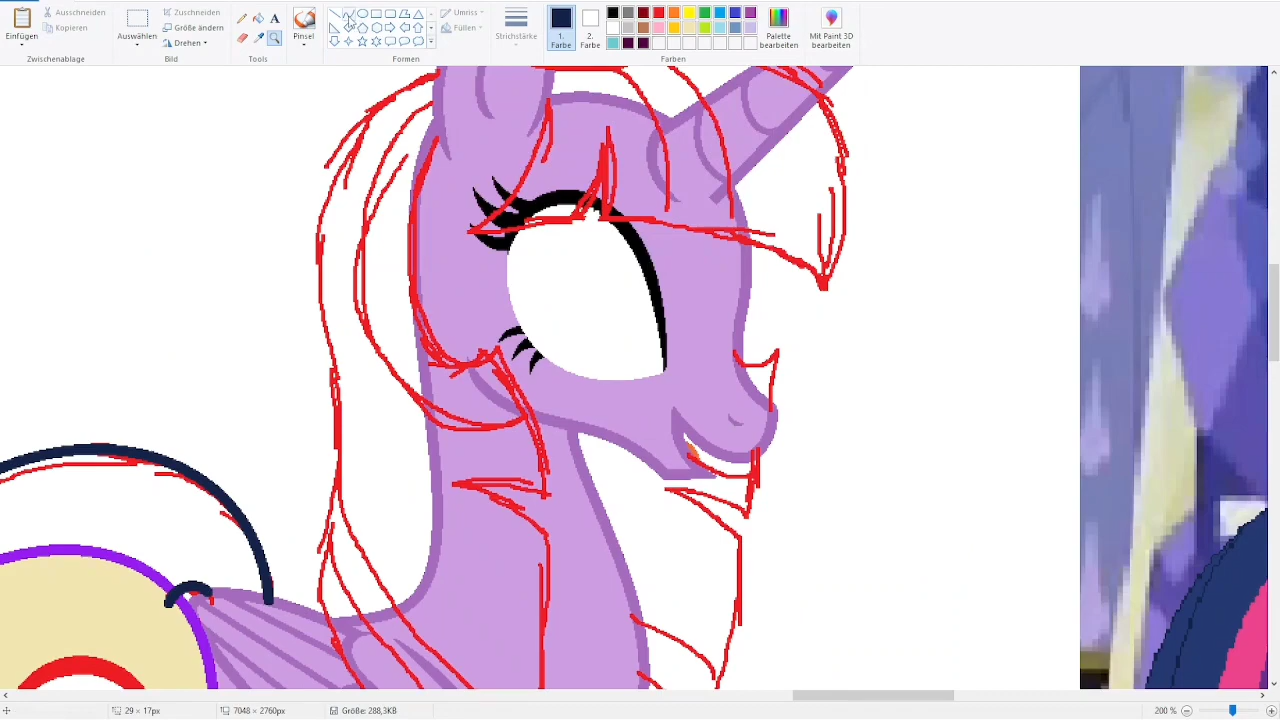 Ausschneiden
Kopieren
Zuschneiden
Größe ändern
Drehen
Auswählen
A
Pinsel
Umriss
Füllen
Strichstärke
1.
Farbe
2.
Farbe
Palette
bearbeiten
Mit Paint 3D
bearbeiten
Zwischenablage
Bild
Tools
Formen
Farben
29 × 17px
7048 × 2760px
Größe: 288,3KB
200 %